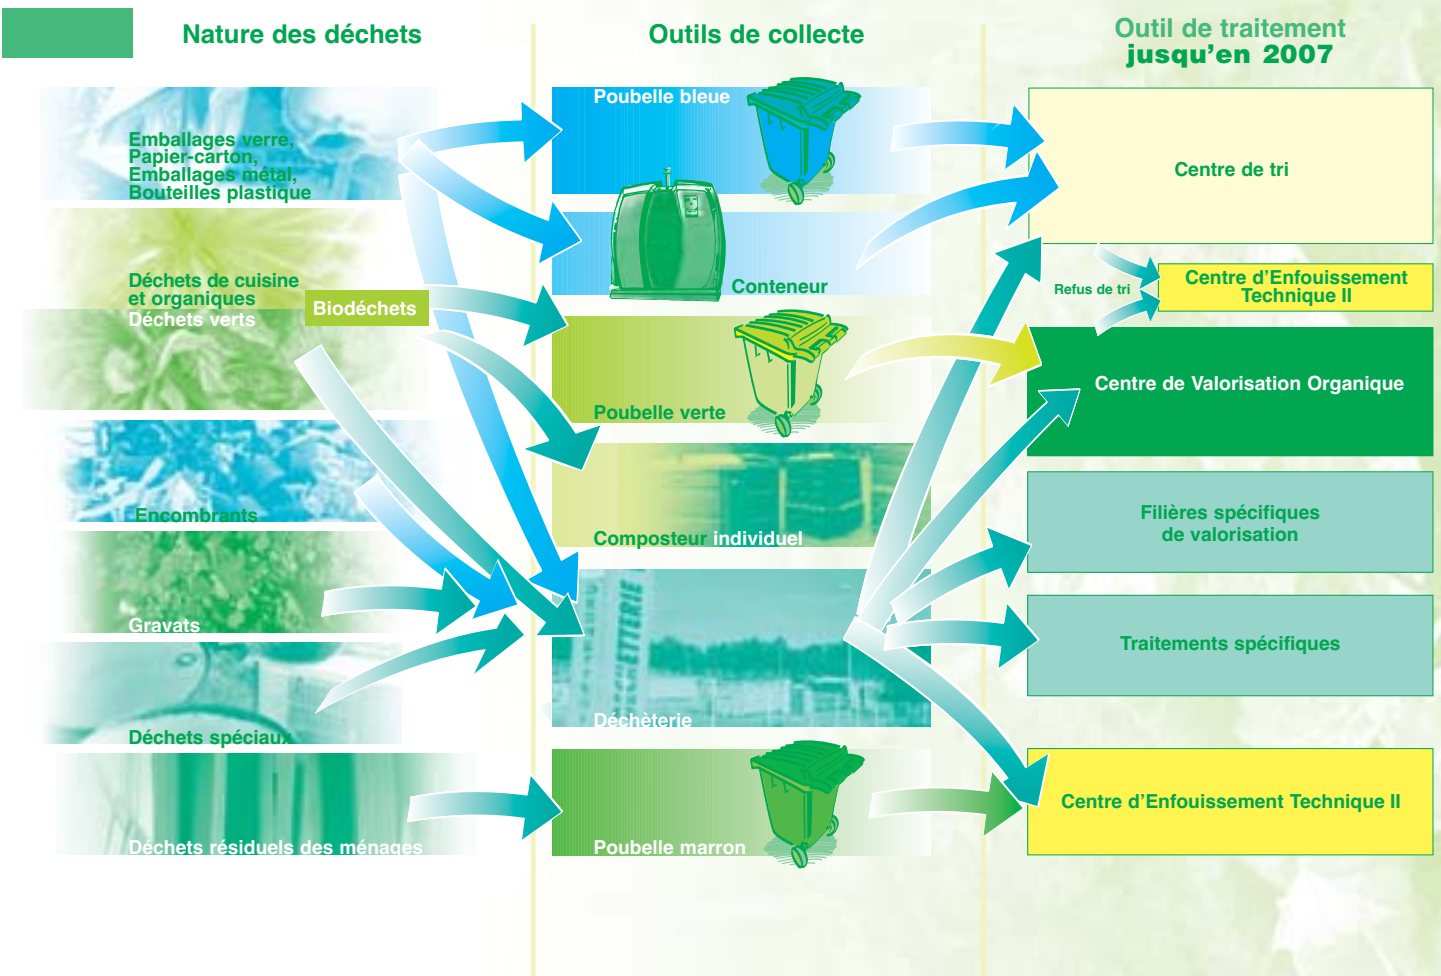 Nature des déchets
Outils de collecte
Outil de traitement
jusqu'en 2007
Emballages verre,
Papier-carton,
Emballages métal,
Bouteilles plastique
Déchets de cuisine
et organiques
Déchets verts
Biodéchets
Encombrants
Gravats
Déchets spéciaux
Déchets résiduels des ménages
Poubelle bleue
Conteneur
Poubelle verte
Composteur individuel
ETTERIE
Déchèterie
Poubelle marron
Centre de tri
Refus de tri
Centre d'Enfouissement
Technique II
Centre de Valorisation Organique
Filières spécifiques
de valorisation
Traitements spécifiques
Centre d'Enfouissement Technique II